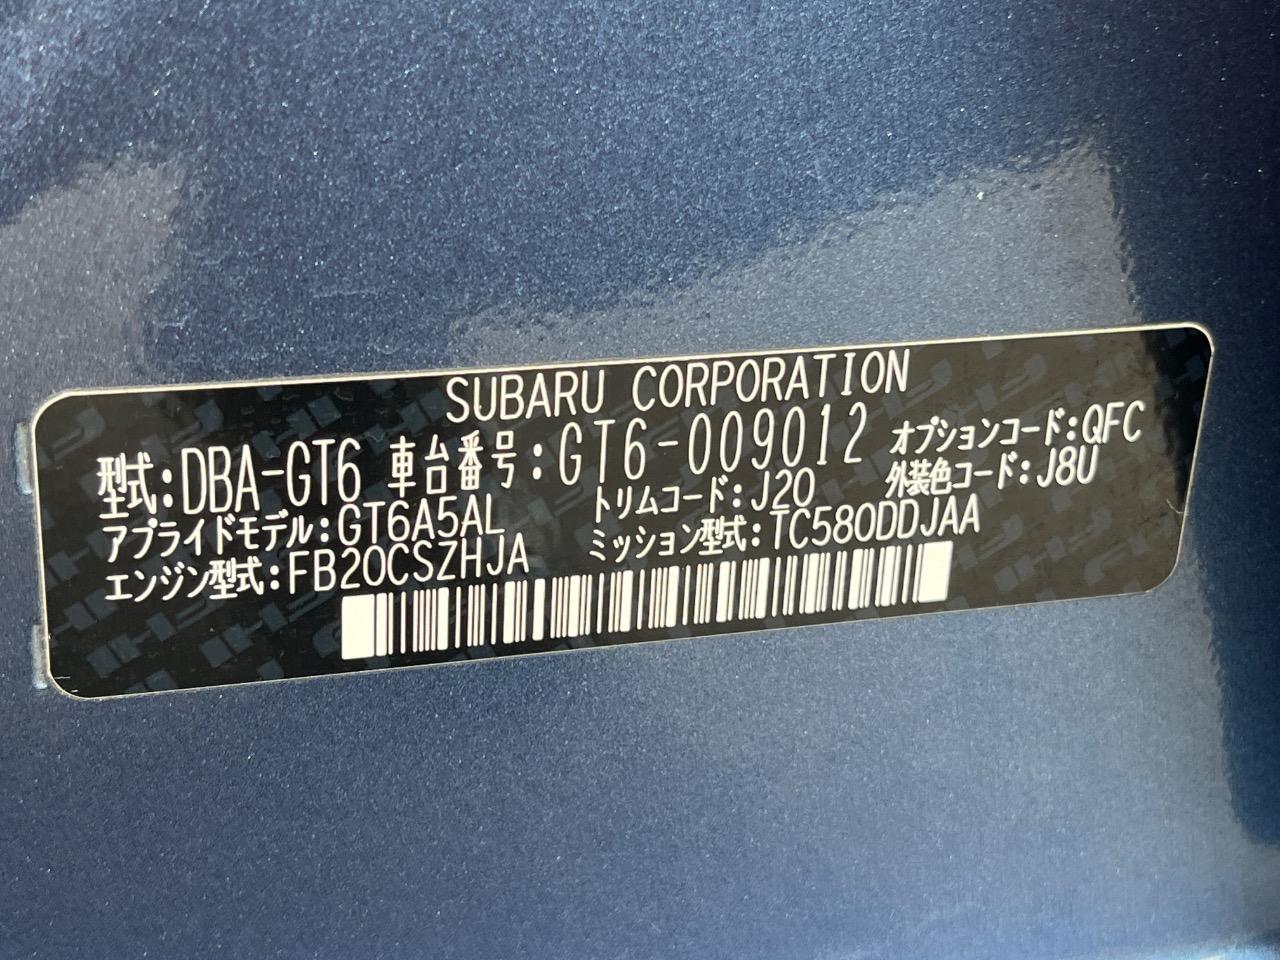 SUBARU CORPORATION
型式:DBA-GT6 車台番号:GT6-009012 オプションコード:QFC
アプライドモデル:GT6A5AL トリムコード:J20 外装色コード:J8U
エンジン型式:FB20CSZHJA ミッション型式:TC580DDJAA